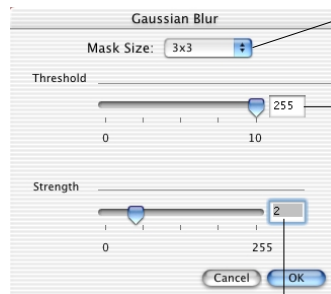 Gaussian Blur
Mask Size: 3x3
Threshold
255
0 10
Strength
2
0 255
Cancel OK